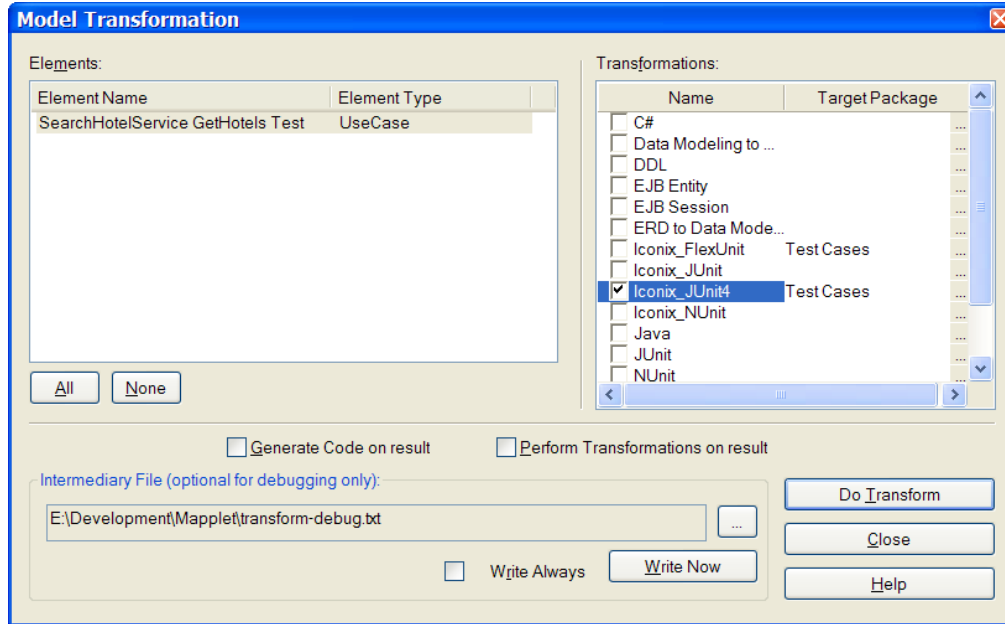 Model Transformation
Elements:
Element Name Element Type
SearchHotelService GetHotels Test UseCase
All None
Transformations:
Name Target Package
C# ...
Data Modeling to ... ...
DDL ...
EJB Entity ...
EJB Session ...
ERD to Data Mode... ...
Iconix_FlexUnit Test Cases ...
Iconix_JUnit ...
Iconix_JUnit4 Test Cases ...
Iconix_NUnit ...
Java ...
JUnit ...
NUnit ...
Generate Code on result Perform Transformations on result
Intermediary File (optional for debugging only):
E:\Development\Mapplet\transform-debug.txt ...
Write Always Write Now
Do Transform
Close
Help